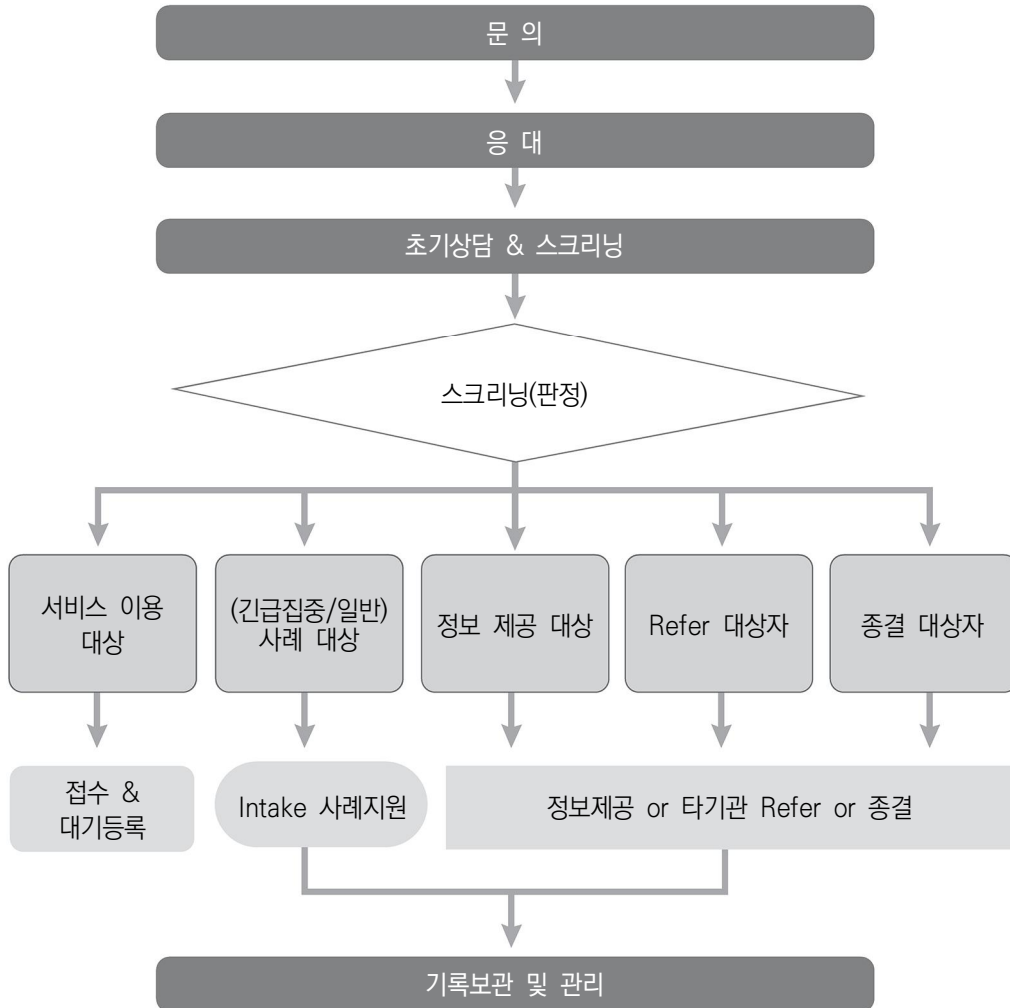 문 의
응 대
초기상담 & 스크리닝
스크리닝(판정)
서비스 이용
대상
(긴급집중/일반)
사례 대상
정보 제공 대상
Refer 대상자
종결 대상자
접수 &
대기등록
Intake 사례지원
정보제공 or 타기관 Refer or 종결
기록보관 및 관리